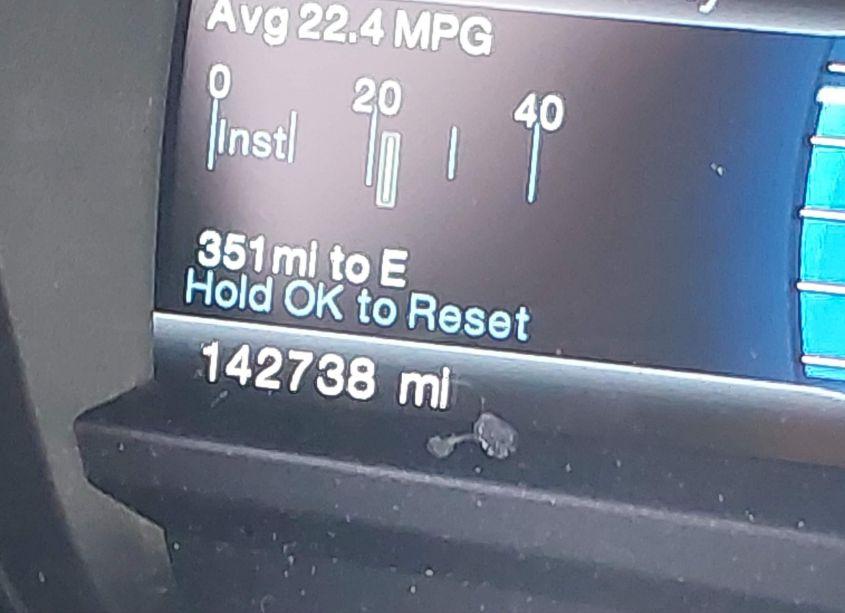 Avg 22.4 MPG
0 20 40
Inst
351 mi to E
Hold OK to Reset
142738 mi